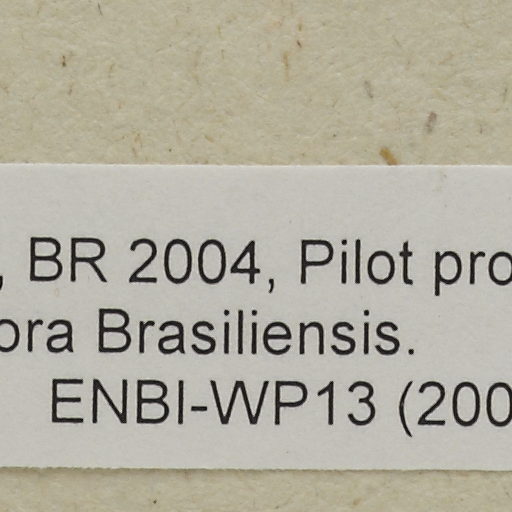 , BR 2004, Pilot pro
ora Brasiliensis.
ENBI-WP13 (200